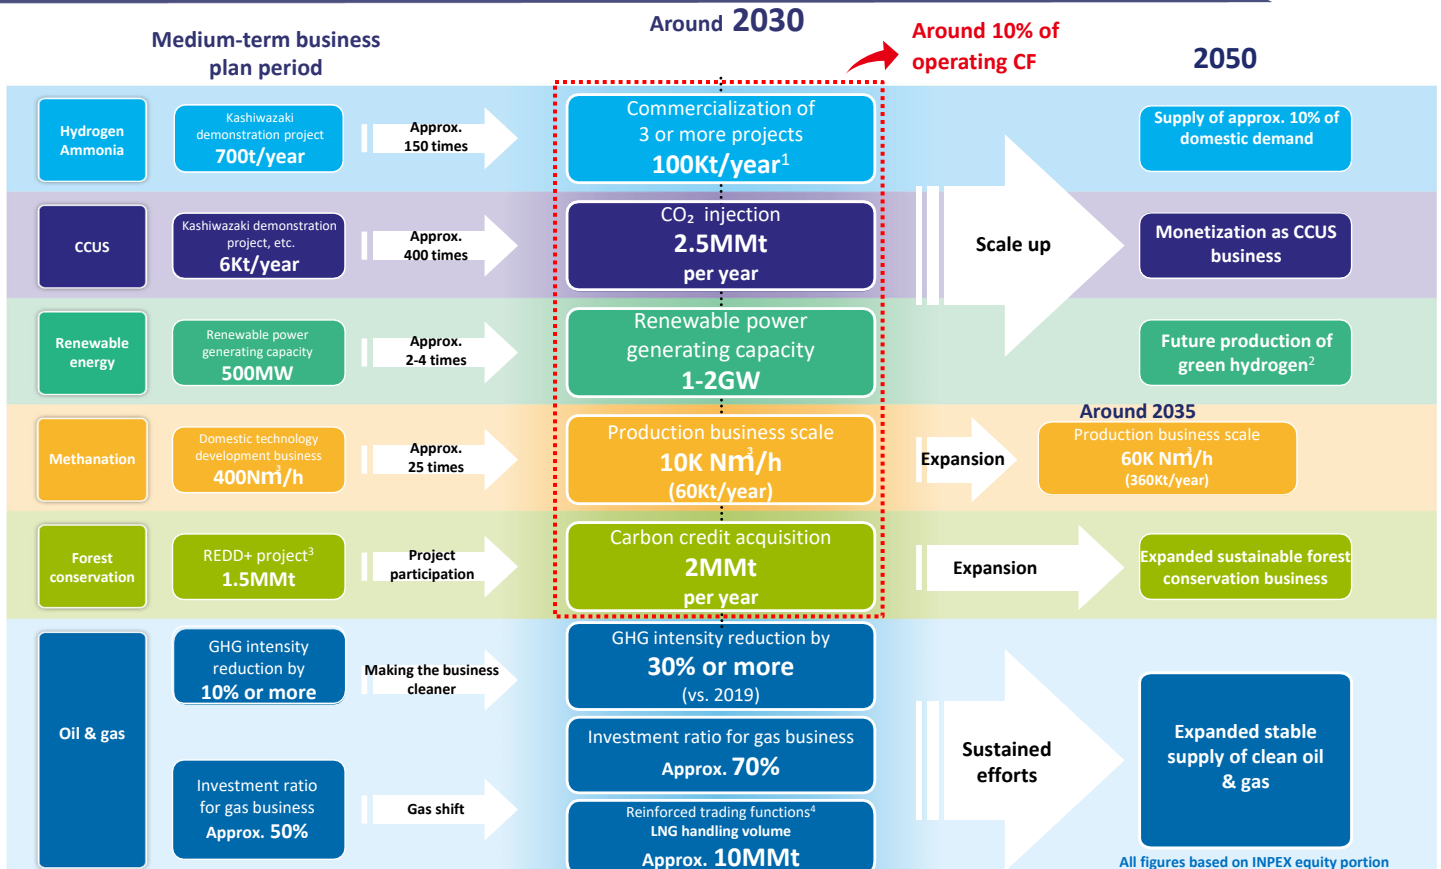 Medium-term business
plan period
Around 2030
Around 10% of
operating CF
2050
Hydrogen
Ammonia
Kashiwazaki
demonstration project
700t/year
Approx.
150 times
Commercialization of
3 or more projects
100Kt/year¹
Supply of approx. 10% of
domestic demand
CCUS
Kashiwazaki demonstration
project, etc.
6Kt/year
Approx.
400 times
CO₂ injection
2.5MMt
per year
Scale up
Monetization as CCUS
business
Renewable
energy
Renewable power
generating capacity
500MW
Approx.
2-4 times
Renewable power
generating capacity
1-2GW
Future production of
green hydrogen²
Methanation
Domestic technology
development business
400Nm³/h
Approx.
25 times
Production business scale
10K Nm³/h
(60Kt/year)
Expansion
Around 2035
Production business scale
60K Nm³/h
(360Kt/year)
Forest
conservation
REDD+ project³
1.5MMt
Project
participation
Carbon credit acquisition
2MMt
per year
Expansion
Expanded sustainable forest
conservation business
Oil & gas
GHG intensity
reduction by
10% or more
Making the business
cleaner
GHG intensity reduction by
30% or more
(vs. 2019)
Investment ratio
for gas business
Approx. 50%
Gas shift
Investment ratio for gas business
Approx. 70%
Reinforced trading functions⁴
LNG handling volume
Approx. 10MMt
Sustained
efforts
Expanded stable
supply of clean oil
& gas
All figures based on INPEX equity portion